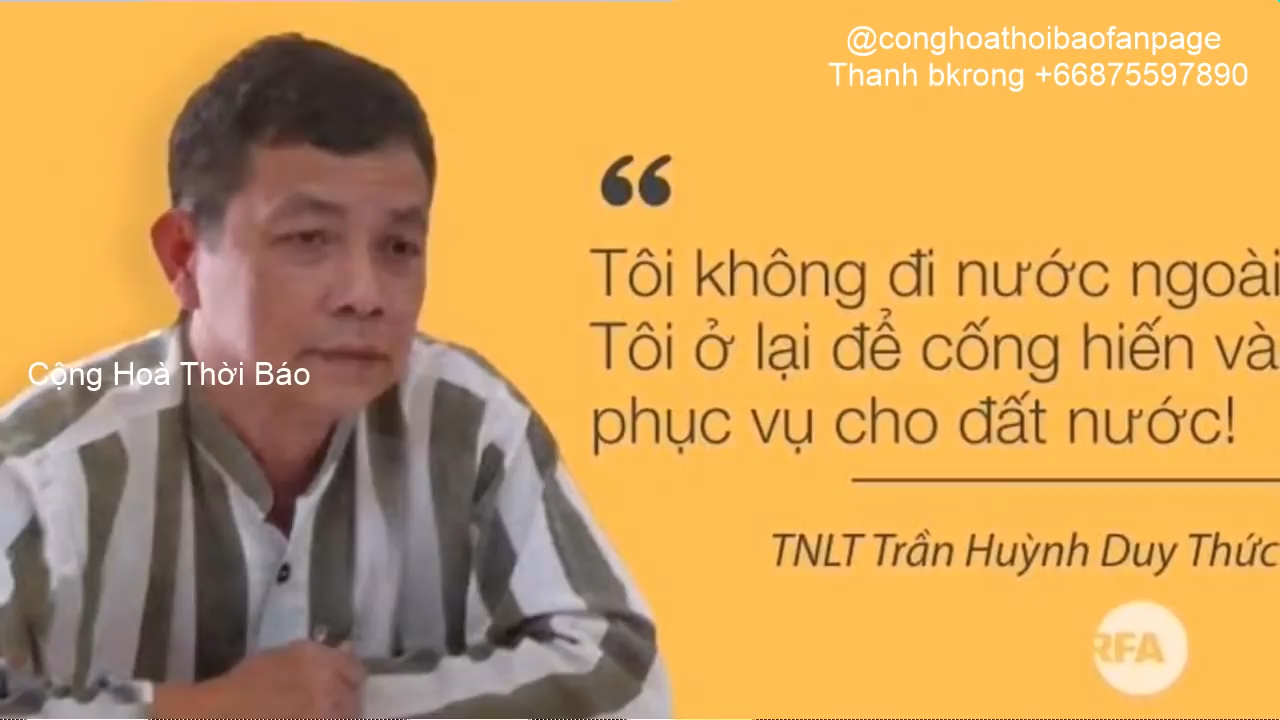 @conghoathoibaofanpage
Thanh bkrong +66875597890
“
Tôi không đi nước ngoài
Tôi ở lại để cống hiến và
phục vụ cho đất nước!
Cộng Hoà Thời Báo
TNLT Trần Huỳnh Duy Thức
RFA